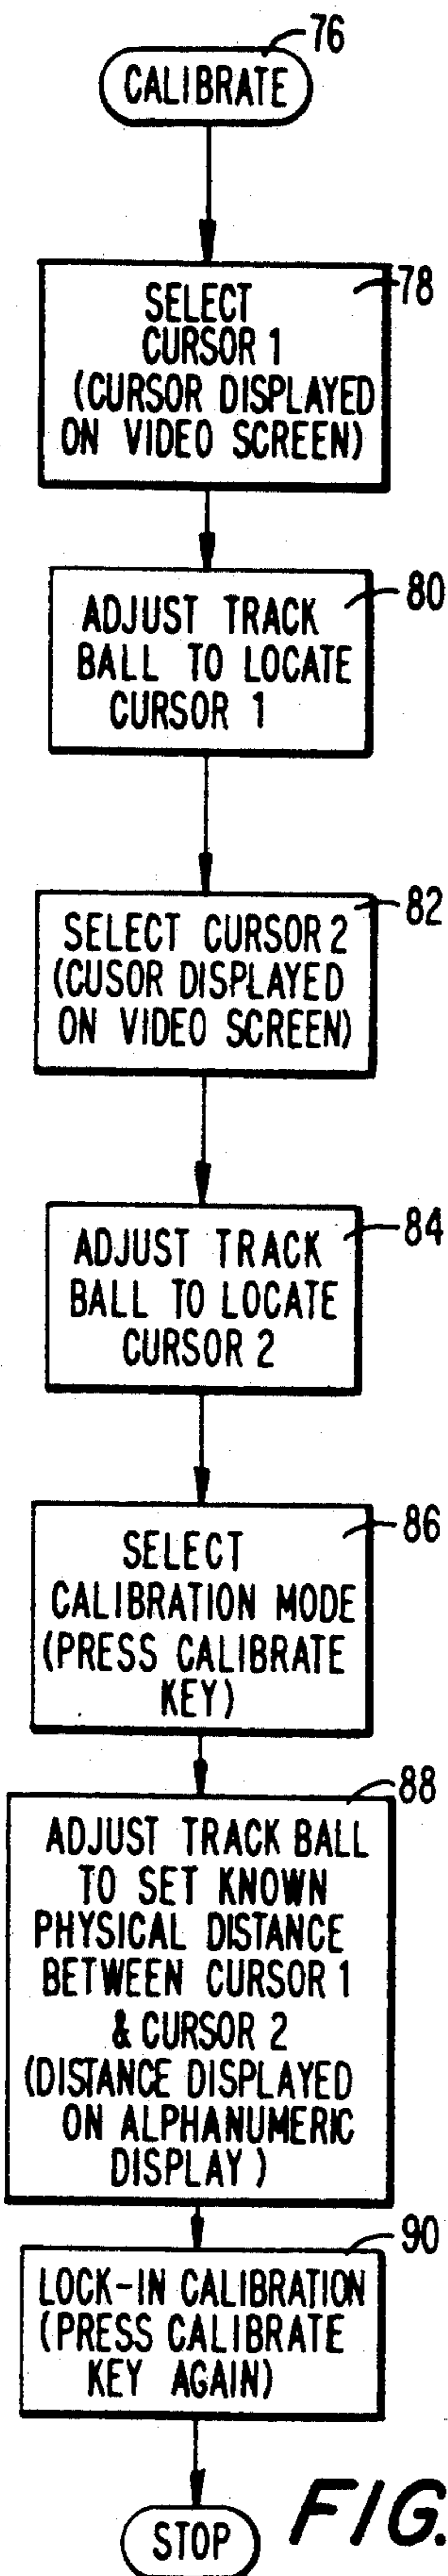 76
CALIBRATE
78
SELECT
CURSOR 1
(CURSOR DISPLAYED
ON VIDEO SCREEN)
80
ADJUST TRACK
BALL TO LOCATE
CURSOR 1
82
SELECT CURSOR 2
(CUSOR DISPLAYED
ON VIDEO SCREEN)
84
ADJUST TRACK
BALL TO LOCATE
CURSOR 2
86
SELECT
CALIBRATION MODE
(PRESS CALIBRATE
KEY)
88
ADJUST TRACK BALL
TO SET KNOWN
PHYSICAL DISTANCE
BETWEEN CURSOR 1
& CURSOR 2
(DISTANCE DISPLAYED
ON ALPHANUMERIC
DISPLAY)
90
LOCK-IN CALIBRATION
(PRESS CALIBRATE
KEY AGAIN)
STOP
FIG.